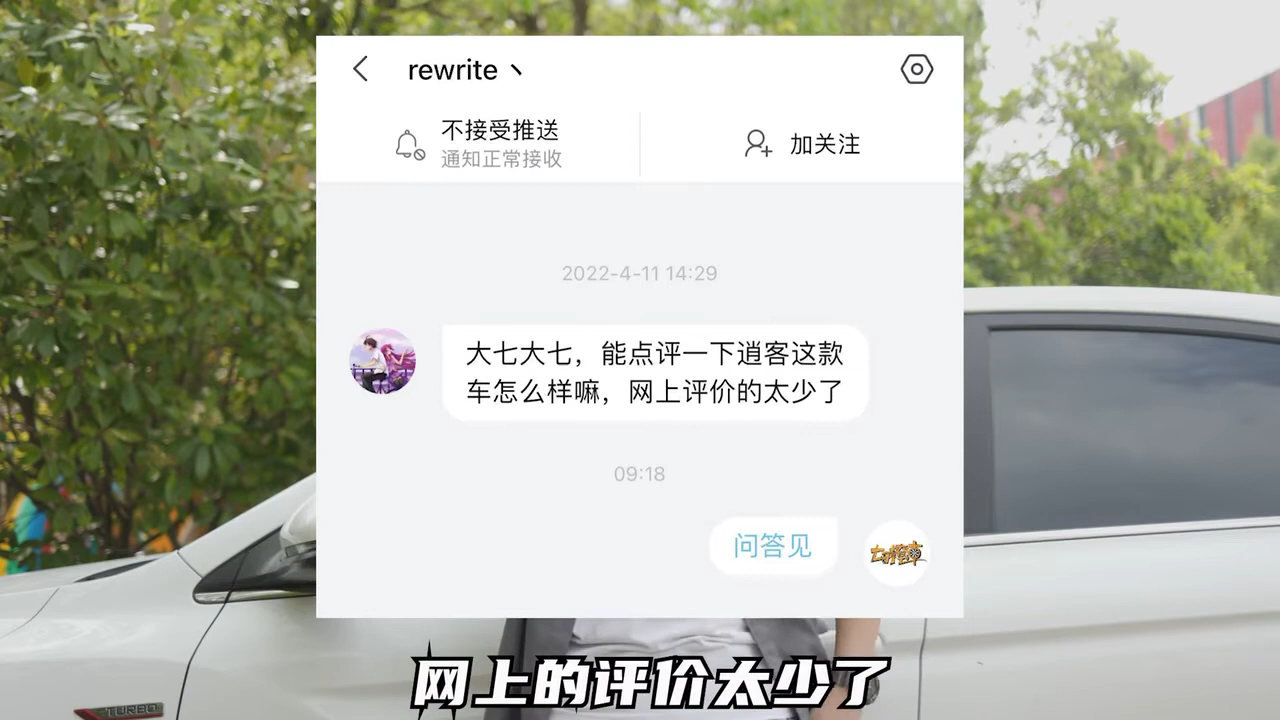 rewrite丶
不接受推送
通知正常接收
加关注
2022-4-11 14:29
大七大七，能点评一下逍客这款
车怎么样嘛，网上评价的太少了
09:18
问答见
网上的评价太少了
TURBO